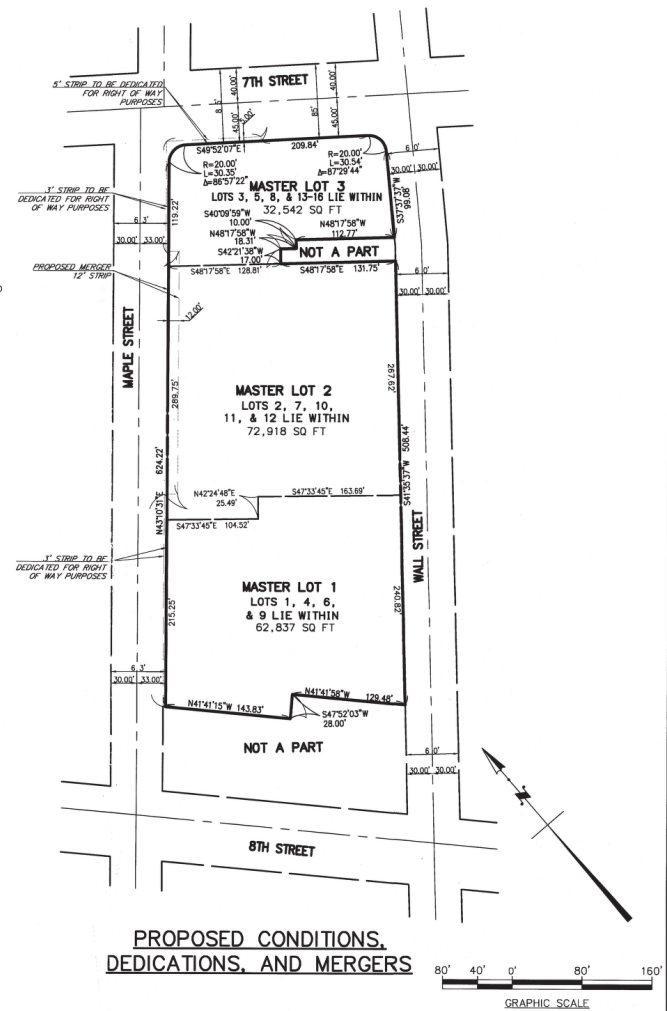 7TH STREET
5' STRIP TO BE DEDICATED
FOR RIGHT OF WAY
PURPOSES
40.00'
45.00'
5.00'
85'
40.00'
45.00'
S49°52'07"E
209.84'
R=20.00'
L=30.35'
Δ=86°57'22"
R=20.00'
L=30.54'
Δ=87°29'44"
60'
30.00' 30.00'
MASTER LOT 3
LOTS 3, 5, 8, & 13-16 LIE WITHIN
32,542 SQ FT
3' STRIP TO BE
DEDICATED FOR RIGHT
OF WAY PURPOSES
119.22'
S37°37'37"W
99.08'
S40°09'59"W
10.00'
N48°17'58"W
18.31'
S42°21'38"W
17.00'
N48°17'58"W
112.77'
NOT A PART
63'
30.00' 33.00'
S48°17'58"E 128.81'
S48°17'58"E 131.75'
PROPOSED MERGER
12' STRIP
60'
30.00' 30.00'
12.00'
MAPLE STREET
289.75'
267.62'
MASTER LOT 2
LOTS 2, 7, 10,
11, & 12 LIE WITHIN
72,918 SQ FT
N43°10'31"E 624.22'
S41°35'37"W 508.44'
N42°24'48"E
25.49'
S47°33'45"E 163.69'
S47°33'45"E 104.52'
WALL STREET
3' STRIP TO BE
DEDICATED FOR RIGHT
OF WAY PURPOSES
MASTER LOT 1
LOTS 1, 4, 6,
& 9 LIE WITHIN
62,837 SQ FT
215.25'
240.82'
63'
30.00' 33.00'
N41°41'15"W 143.83'
N41°41'58"W 129.48'
S47°52'03"W
28.00'
NOT A PART
60'
30.00' 30.00'
N
8TH STREET
PROPOSED CONDITIONS,
DEDICATIONS, AND MERGERS
80' 40' 0' 80' 160'
GRAPHIC SCALE